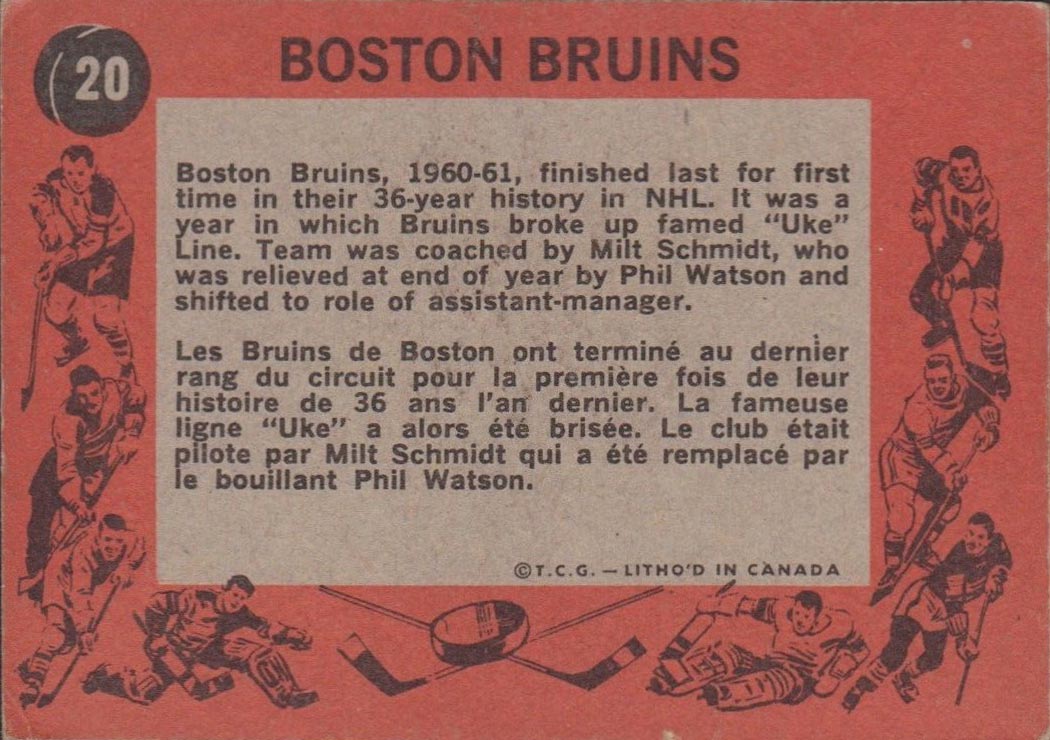 20
BOSTON BRUINS
Boston Bruins, 1960-61, finished last for first
time in their 36-year history in NHL. It was a
year in which Bruins broke up famed “Uke”
Line. Team was coached by Milt Schmidt, who
was relieved at end of year by Phil Watson and
shifted to role of assistant-manager.
Les Bruins de Boston ont terminé au dernier
rang du circuit pour la première fois de leur
histoire de 36 ans l’an dernier. La fameuse
ligne “Uke” a alors été brisée. Le club était
pilote par Milt Schmidt qui a été remplacé par
le bouillant Phil Watson.
©T.C.G. — LITHO’D IN CANADA